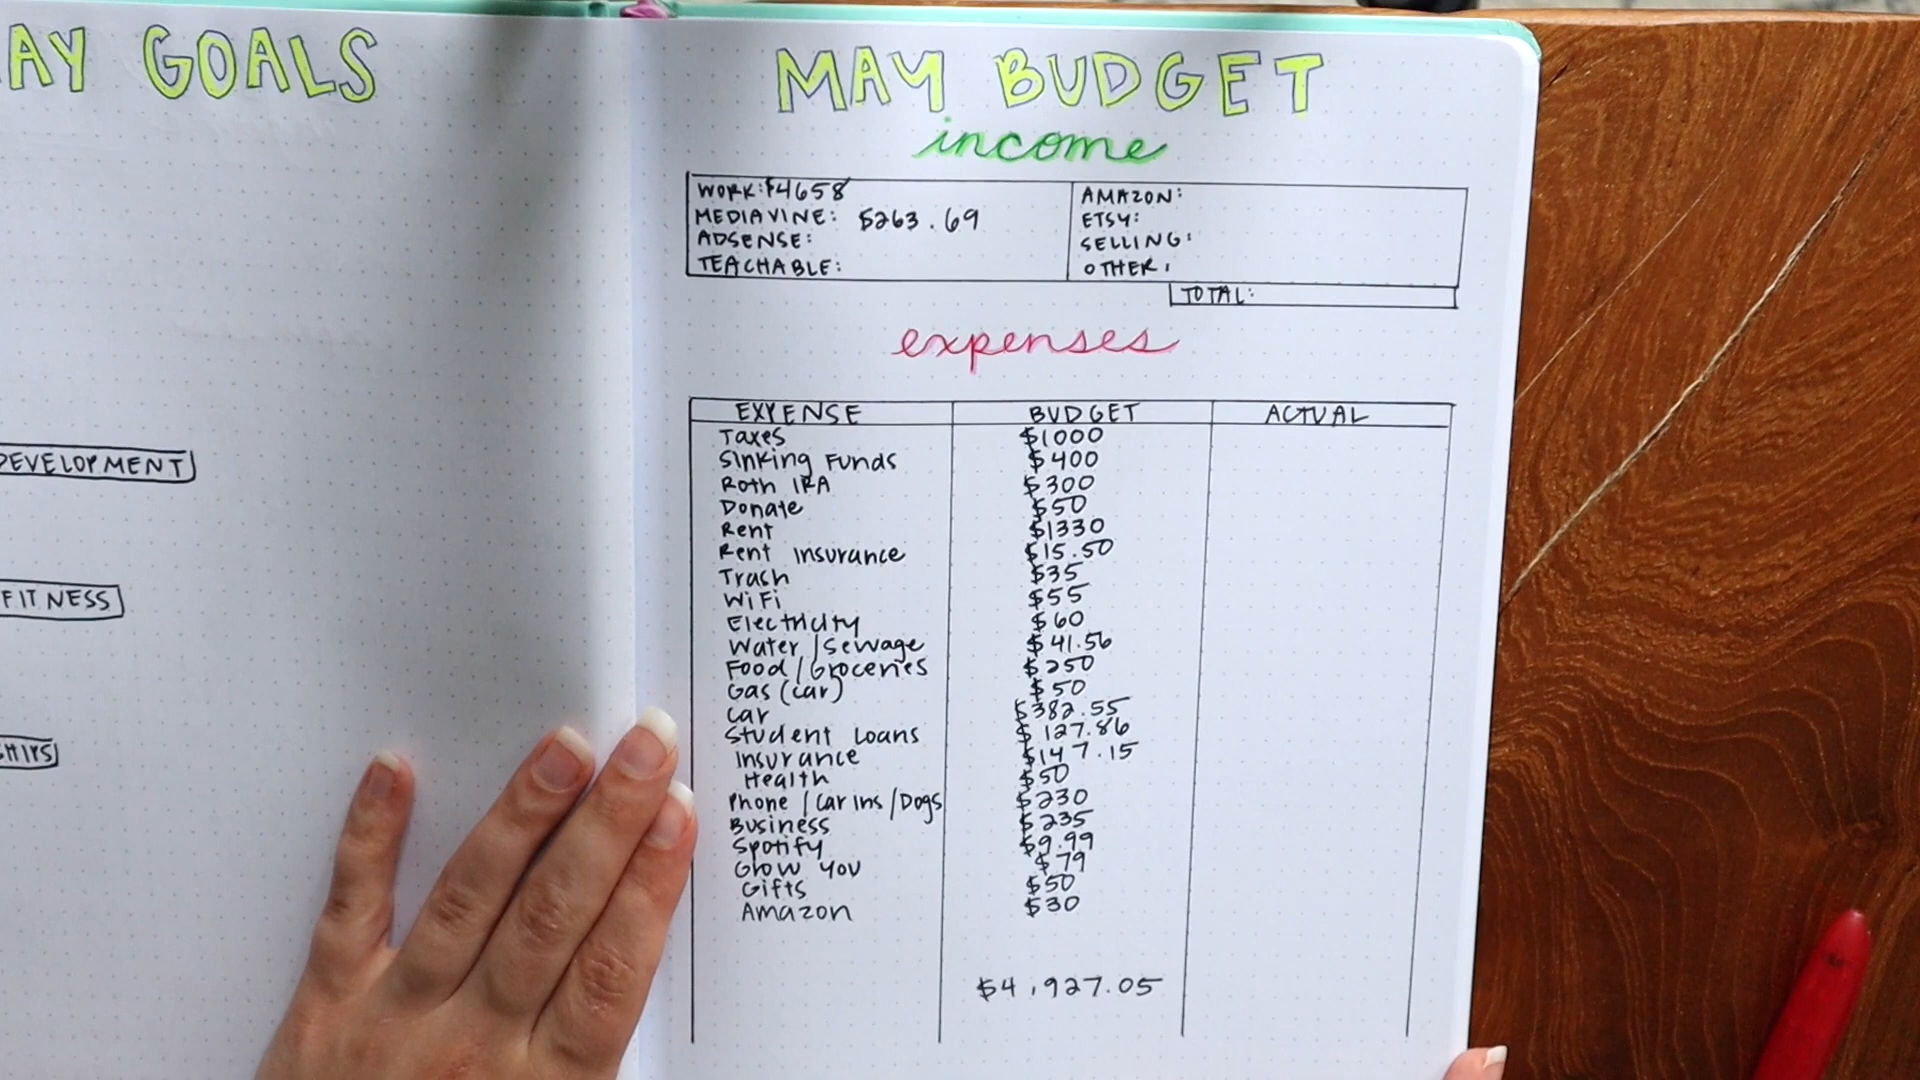 AY GOALS
DEVELOPMENT
FITNESS
SHIPS
MAY BUDGET
income
WORK: $4658
MEDIAVINE: $263.69
ADSENSE:
TEACHABLE:
AMAZON:
ETSY:
SELLING:
OTHER:
TOTAL:
expenses
EXPENSE BUDGET ACTUAL
Taxes $1000
Sinking Funds $400
Roth IRA $300
Donate $50
Rent $1330
Rent Insurance $15.50
Trash $35
WiFi $55
Electricity $60
Water/Sewage $41.56
Food/Groceries $250
Gas (car) $50
Car $382.55
Student Loans $127.86
Insurance $147.15
Health $50
Phone/Car Ins/Dogs $230
Business $235
Spotify $9.99
Grow You $79
Gifts $50
Amazon $30
$4,927.05